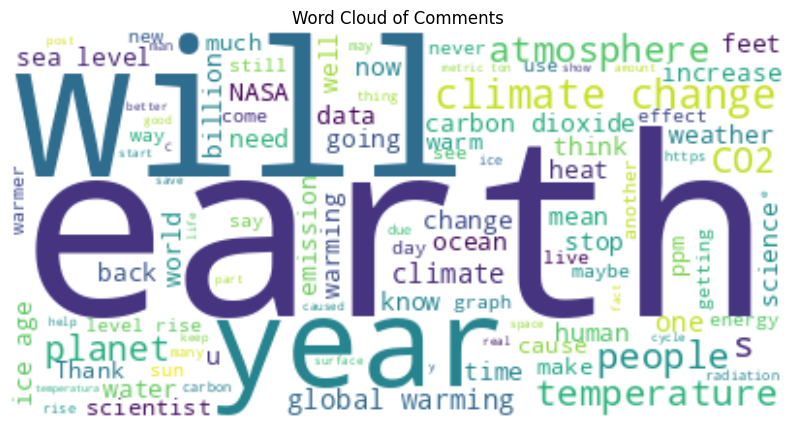 Word Cloud of Comments
post man new much
sea level
will
still well now never atmosphere feet
may
metric ton use show amount increase
better NASA billion thing data climate change
good way come need going carbon dioxide effect weather
start c warm see ice think https CO2
save
warmer earth heat another
world life say emission warming due change mean stop ppm getting science
back day ocean live maybe
part climate fact
caused know graph space energy
ice age help level rise year human one
keep planet u cause s
Thank many sun surface real time make people cycle
temperatura water carbon y radiation
rise scientist global warming temperature